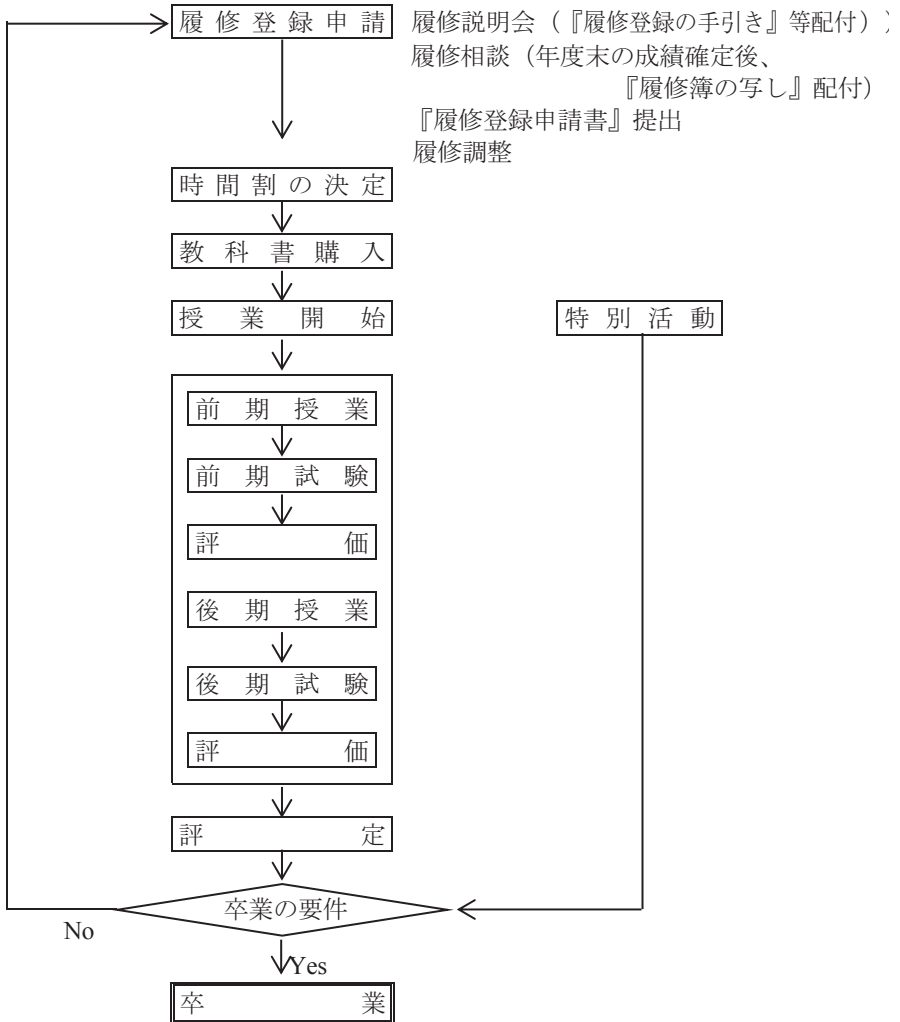 履修登録申請
履修説明会（『履修登録の手引き』等配付））
履修相談（年度末の成績確定後、
『履修簿の写し』配付）
『履修登録申請書』提出
履修調整
時間割の決定
教科書購入
授業開始
特別活動
前期授業
前期試験
評価
後期授業
後期試験
評価
評定
卒業の要件
No
Yes
卒業